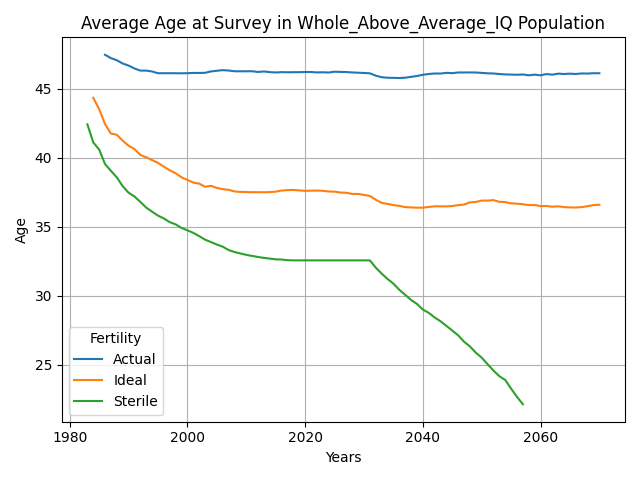 Average Age at Survey in Whole_Above_Average_IQ Population
Age
45
40
35
30
25
Fertility
Actual
Ideal
Sterile
1980
2000
2020
2040
2060
Years